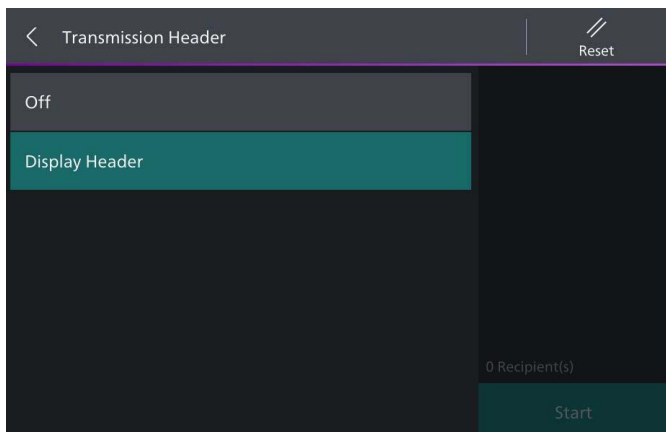 Transmission Header
Reset
Off
Display Header
0 Recipient(s)
Start